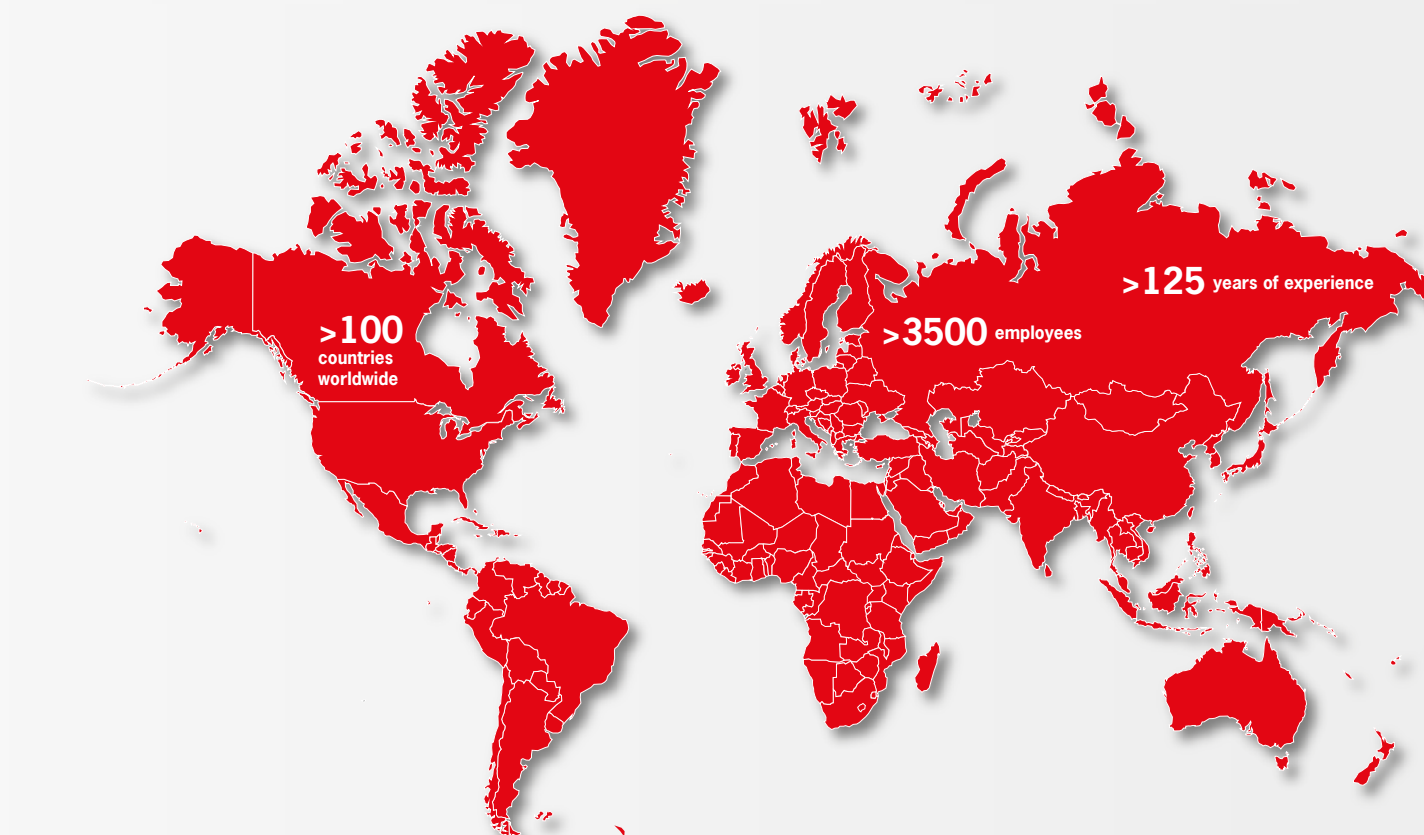 >125 years of experience
>100
countries
worldwide
>3500 employees